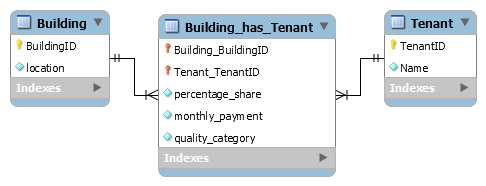 Building
BuildingID
location
Indexes
Building_has_Tenant
Building_BuildingID
Tenant_TenantID
percentage_share
monthly_payment
quality_category
Indexes
Tenant
TenantID
Name
Indexes